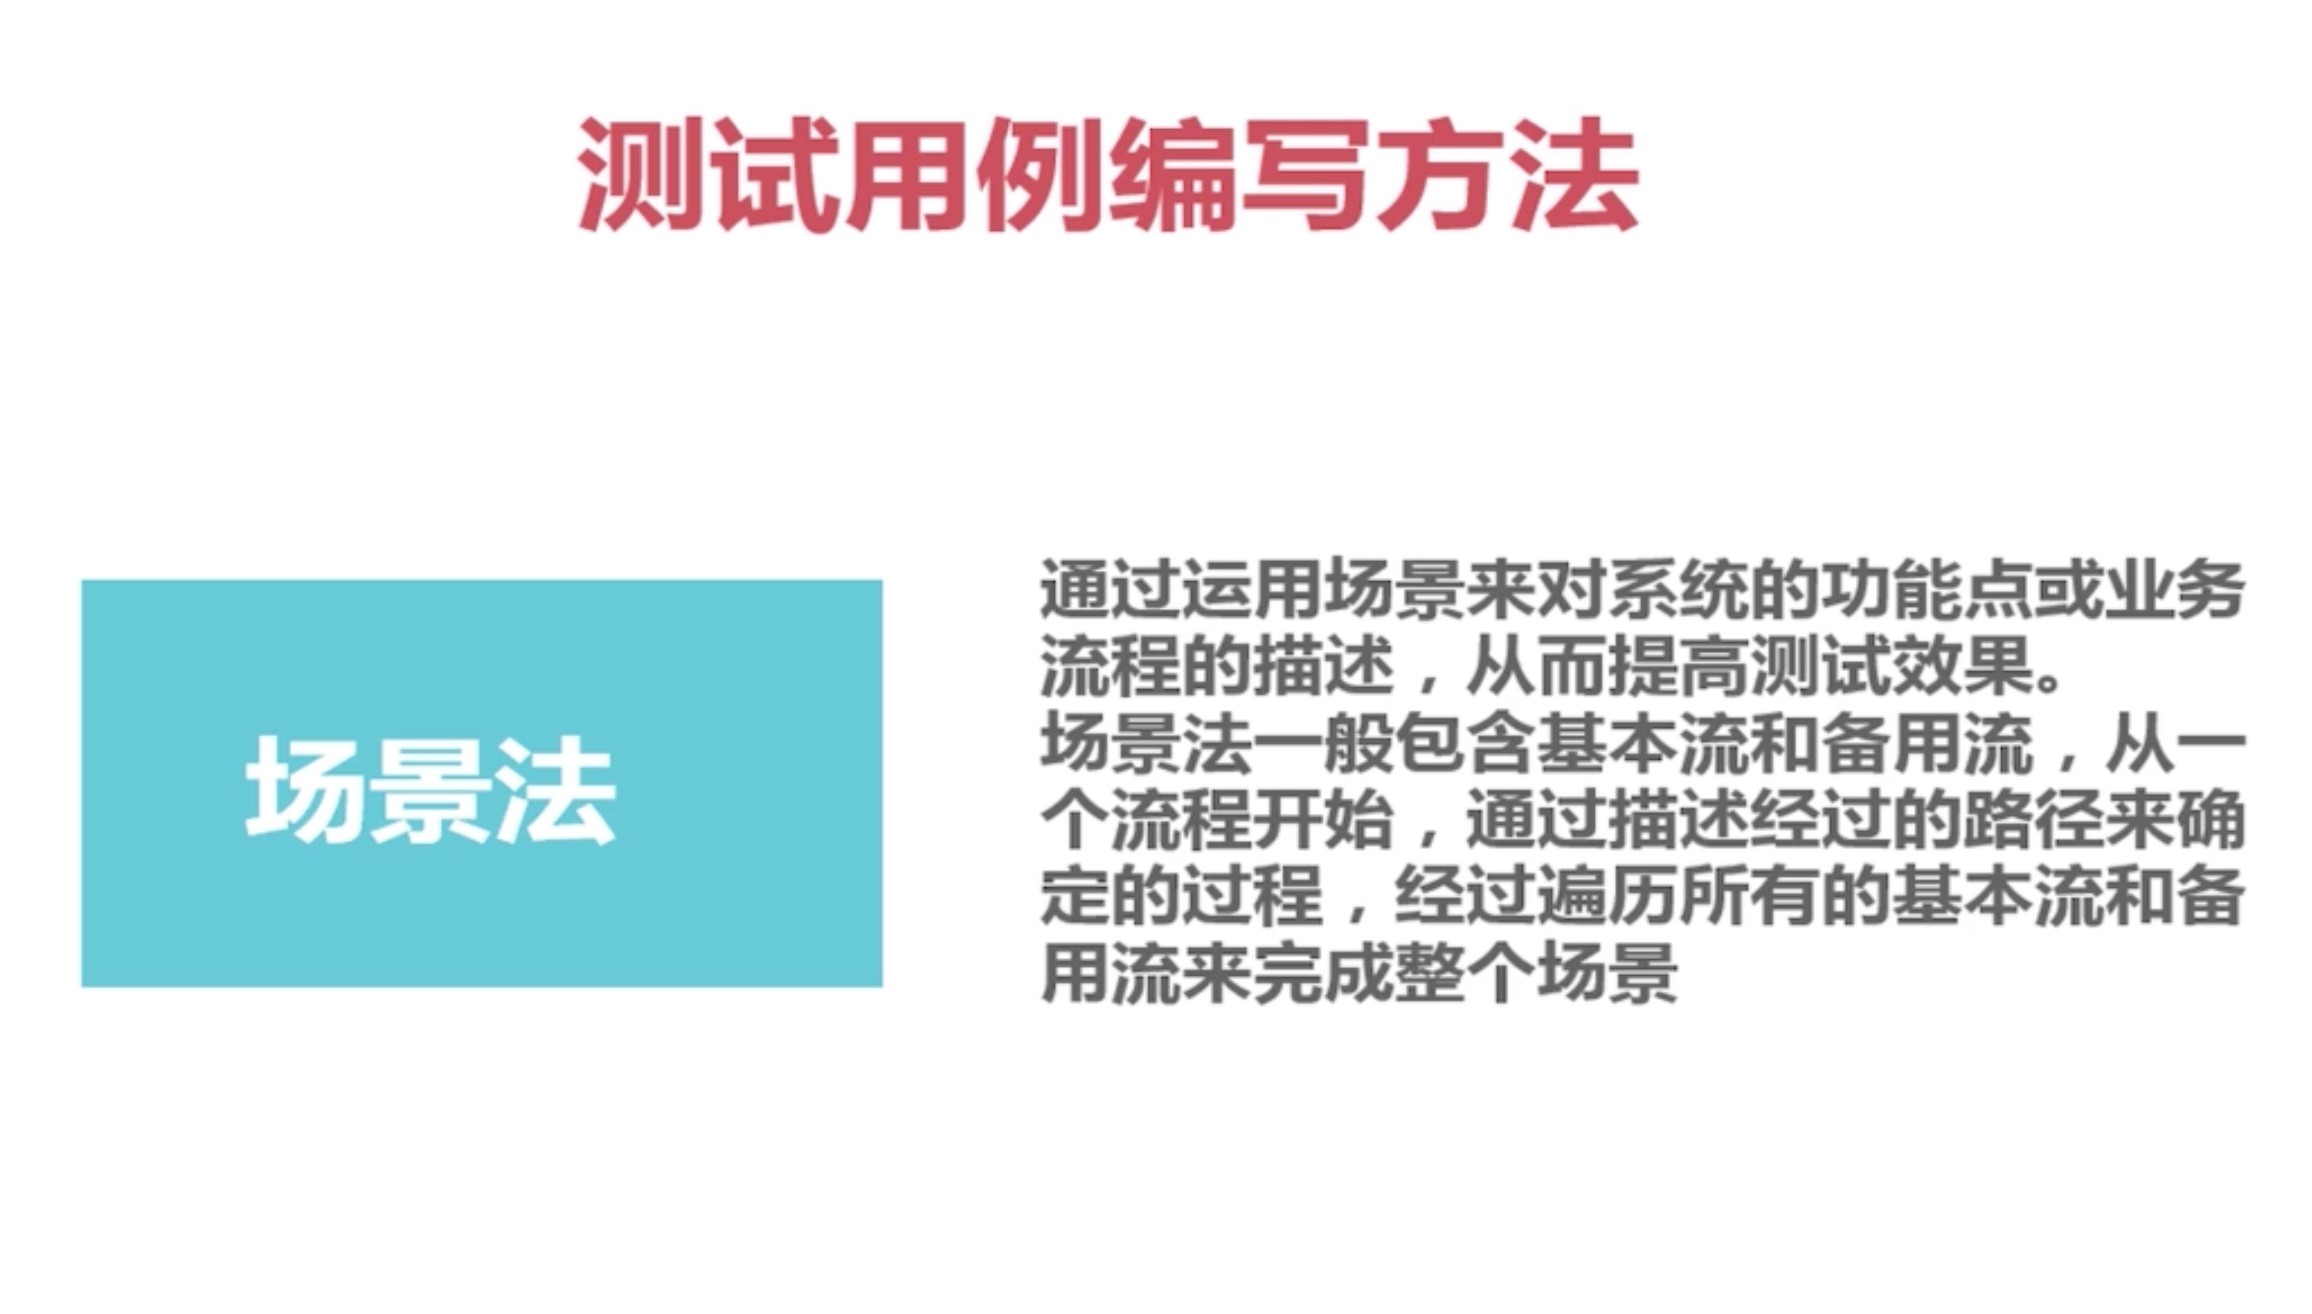 测试用例编写方法
场景法
通过运用场景来对系统的功能点或业务
流程的描述，从而提高测试效果。
场景法一般包含基本流和备用流，从一
个流程开始，通过描述经过的路径来确
定的过程，经过遍历所有的基本流和备
用流来完成整个场景